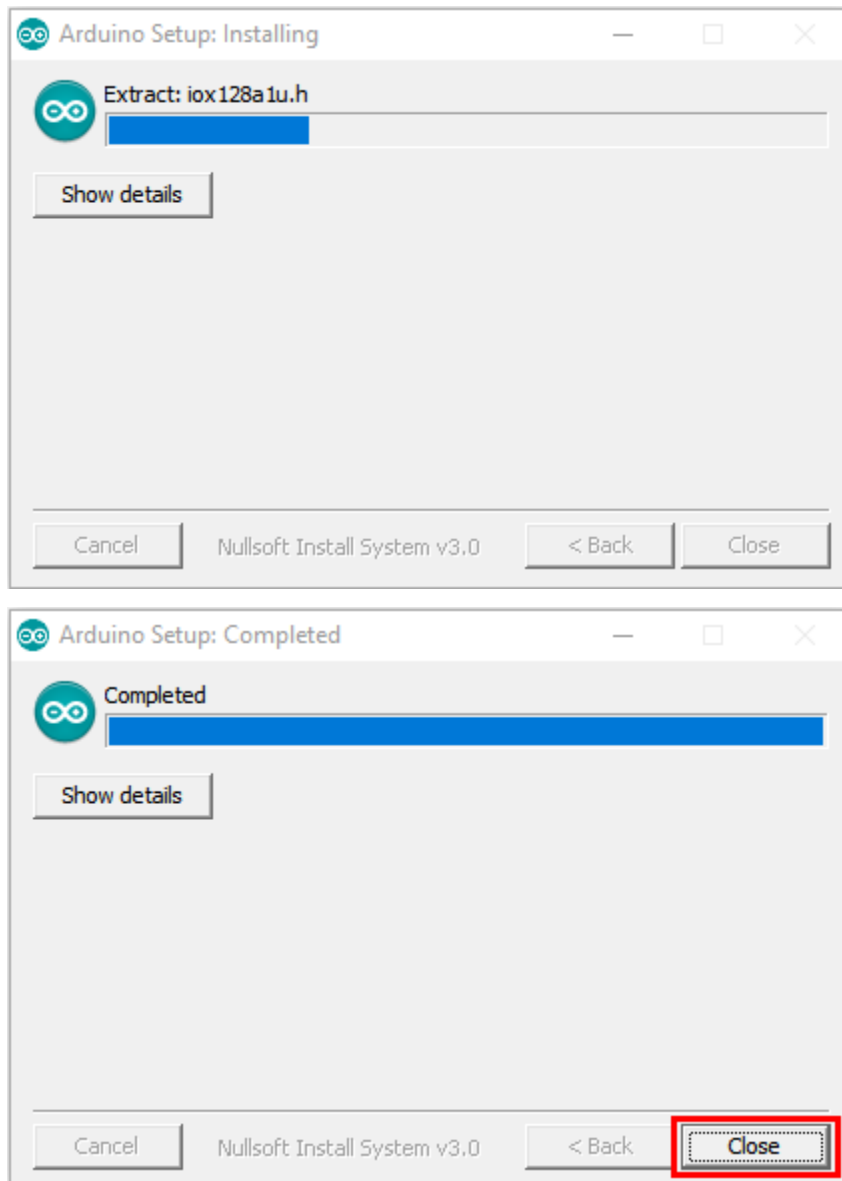 Arduino Setup: Installing
Extract: iox128a1u.h
Show details
Cancel Nullsoft Install System v3.0 < Back Close
Arduino Setup: Completed
Completed
Show details
Cancel Nullsoft Install System v3.0 < Back Close